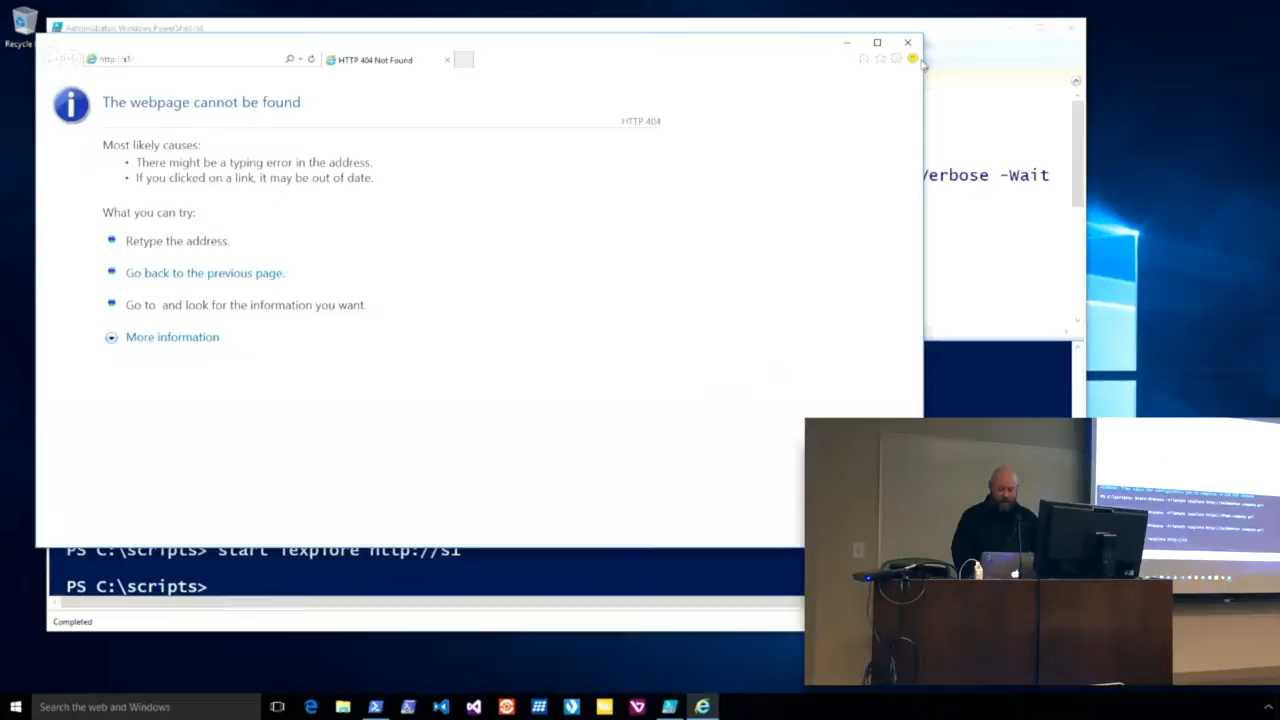 Recycle
Administrator: Windows PowerShell ISE
http://s1/
HTTP 404 Not Found
The webpage cannot be found
HTTP 404
Most likely causes:
• There might be a typing error in the address.
• If you clicked on a link, it may be out of date.
Verbose -Wait
What you can try:
Retype the address.
Go back to the previous page.
Go to  and look for the information you want.
More information
PS C:\scripts> start iexplore http://s1
PS C:\scripts>
Completed
Search the web and Windows